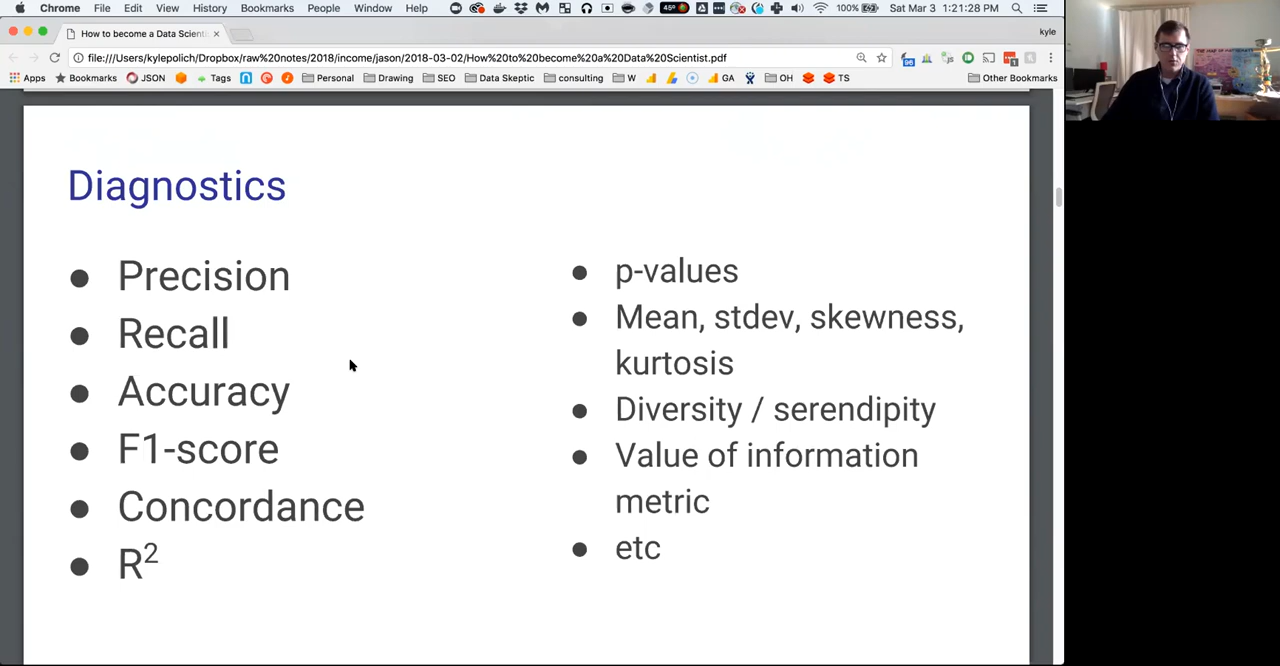 Chrome File Edit View History Bookmarks People Window Help 45° 100% Sat Mar 3 1:21:28 PM
How to become a Data Scienti × kyle
file:///Users/kylepolich/Dropbox/raw%20notes/2018/income/jason/2018-03-02/How%20to%20become%20a%20Data%20Scientist.pdf
Apps Bookmarks JSON Tags Personal Drawing SEO Data Skeptic consulting W GA OH TS Other Bookmarks
Diagnostics
● Precision
● Recall
● Accuracy
● F1-score
● Concordance
● R²
● p-values
● Mean, stdev, skewness,
kurtosis
● Diversity / serendipity
● Value of information
metric
● etc